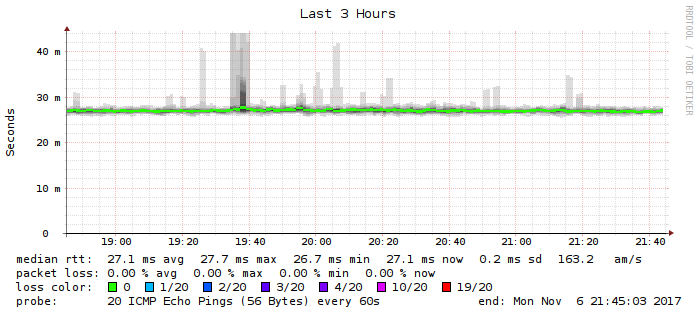 Last 3 Hours
RRDTOOL / TOBI OETIKER
Seconds
40 m
30 m
20 m
10 m
0
19:00 19:20 19:40 20:00 20:20 20:40 21:00 21:20 21:40
median rtt: 27.1 ms avg 27.7 ms max 26.7 ms min 27.1 ms now 0.2 ms sd 163.2 am/s
packet loss: 0.00 % avg 0.00 % max 0.00 % min 0.00 % now
loss color: 0 1/20 2/20 3/20 4/20 10/20 19/20
probe: 20 ICMP Echo Pings (56 Bytes) every 60s end: Mon Nov 6 21:45:03 2017